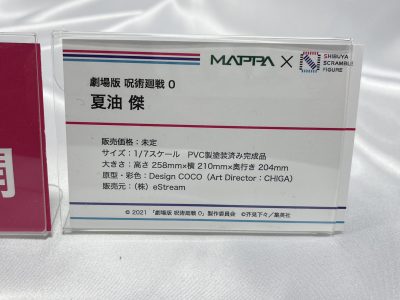 MAPPA × SHIBUYA
SCRAMBLE
FIGURE
劇場版 呪術廻戦 0
夏油 傑
販売価格：未定
サイズ：1/7スケール PVC製塗装済み完成品
大きさ：高さ 258mm×横 210mm×奥行き 204mm
原型・彩色：Design COCO（Art Director：CHIGA）
販売元：（株）eStream
© 2021 「劇場版 呪術廻戦 0」製作委員会 ©芥見下々／集英社